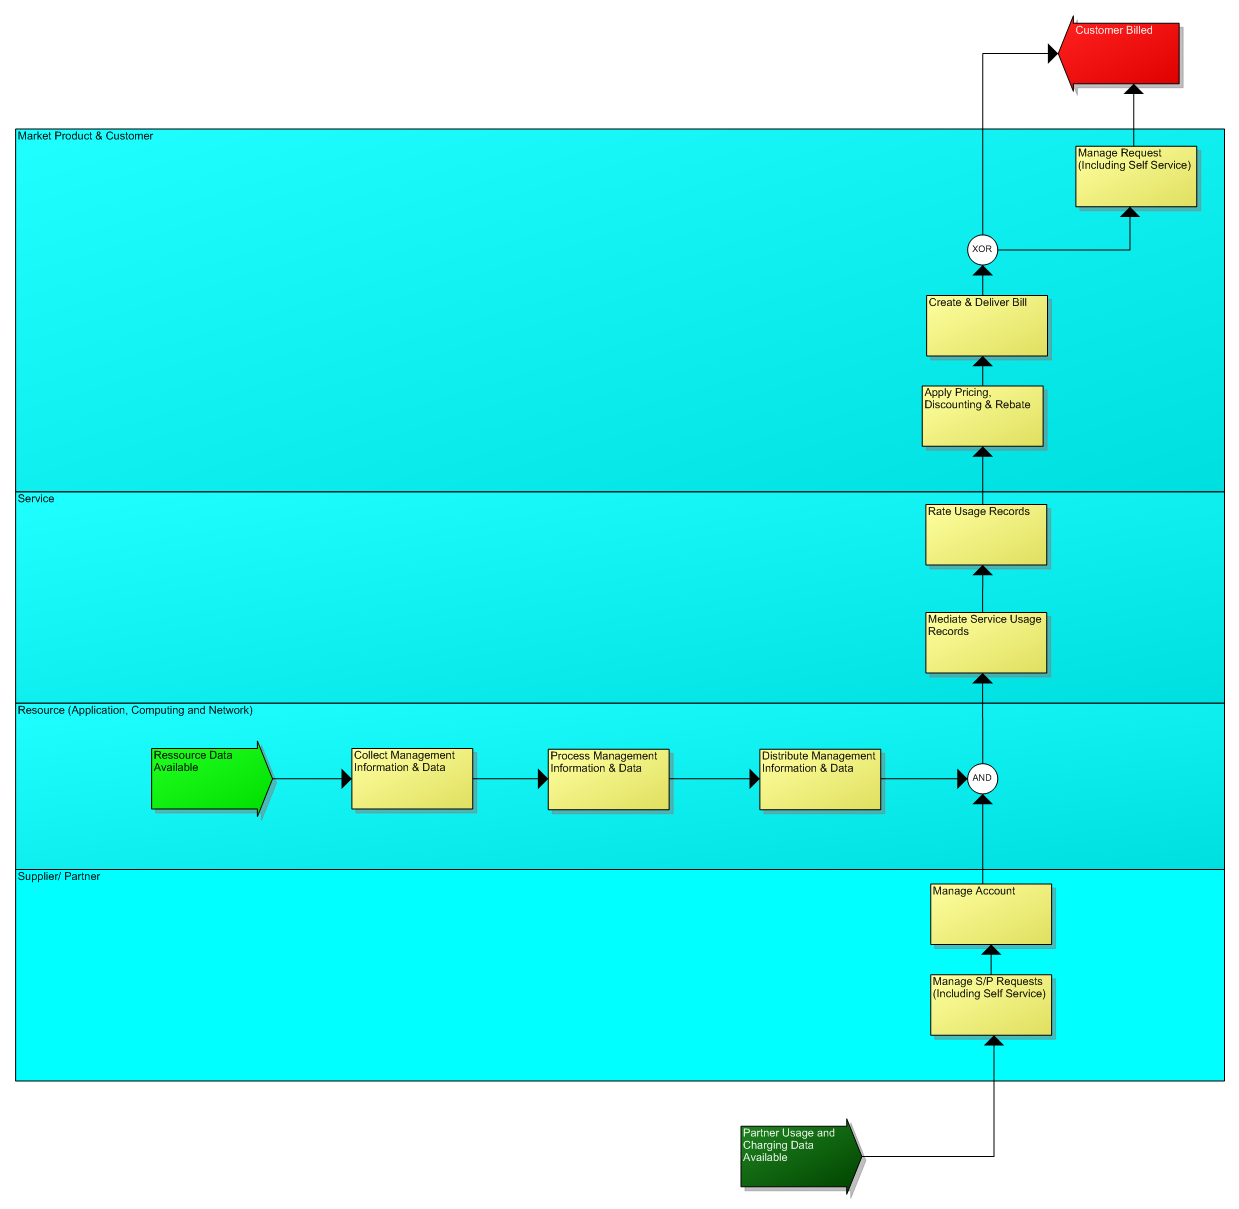 Customer Billed
Market Product & Customer
Manage Request
(Including Self Service)
XOR
Create & Deliver Bill
Apply Pricing,
Discounting & Rebate
Service
Rate Usage Records
Mediate Service Usage
Records
Resource (Application, Computing and Network)
Ressource Data
Available
Collect Management
Information & Data
Process Management
Information & Data
Distribute Management
Information & Data
AND
Supplier/ Partner
Manage Account
Manage S/P Requests
(Including Self Service)
Partner Usage and
Charging Data
Available